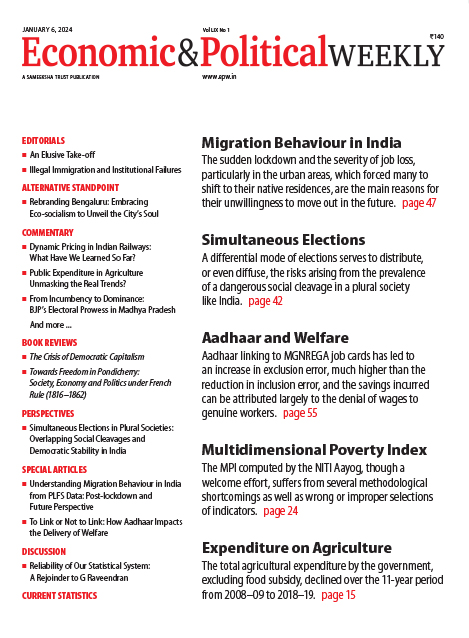 JANUARY 6, 2024
Vol LIX No 1
₹140
Economic&PoliticalWEEKLY
A SAMEEKSHA TRUST PUBLICATION
www.epw.in
EDITORIALS
■ An Elusive Take-off
■ Illegal Immigration and Institutional Failures
ALTERNATIVE STANDPOINT
■ Rebranding Bengaluru: Embracing
Eco-socialism to Unveil the City's Soul
COMMENTARY
■ Dynamic Pricing in Indian Railways:
What Have We Learned So Far?
■ Public Expenditure in Agriculture
Unmasking the Real Trends?
■ From Incumbency to Dominance:
BJP's Electoral Prowess in Madhya Pradesh
And more ...
BOOK REVIEWS
■ The Crisis of Democratic Capitalism
■ Towards Freedom in Pondicherry:
Society, Economy and Politics under French
Rule (1816–1862)
PERSPECTIVES
■ Simultaneous Elections in Plural Societies:
Overlapping Social Cleavages and
Democratic Stability in India
SPECIAL ARTICLES
■ Understanding Migration Behaviour in India
from PLFS Data: Post-lockdown and
Future Perspective
■ To Link or Not to Link: How Aadhaar Impacts
the Delivery of Welfare
DISCUSSION
■ Reliability of Our Statistical System:
A Rejoinder to G Raveendran
CURRENT STATISTICS
Migration Behaviour in India
The sudden lockdown and the severity of job loss,
particularly in the urban areas, which forced many to
shift to their native residences, are the main reasons for
their unwillingness to move out in the future. page 47
Simultaneous Elections
A differential mode of elections serves to distribute,
or even diffuse, the risks arising from the prevalence
of a dangerous social cleavage in a plural society
like India. page 42
Aadhaar and Welfare
Aadhaar linking to MGNREGA job cards has led to
an increase in exclusion error, much higher than the
reduction in inclusion error, and the savings incurred
can be attributed largely to the denial of wages to
genuine workers. page 55
Multidimensional Poverty Index
The MPI computed by the NITI Aayog, though a
welcome effort, suffers from several methodological
shortcomings as well as wrong or improper selections
of indicators. page 24
Expenditure on Agriculture
The total agricultural expenditure by the government,
excluding food subsidy, declined over the 11-year period
from 2008–09 to 2018–19. page 15